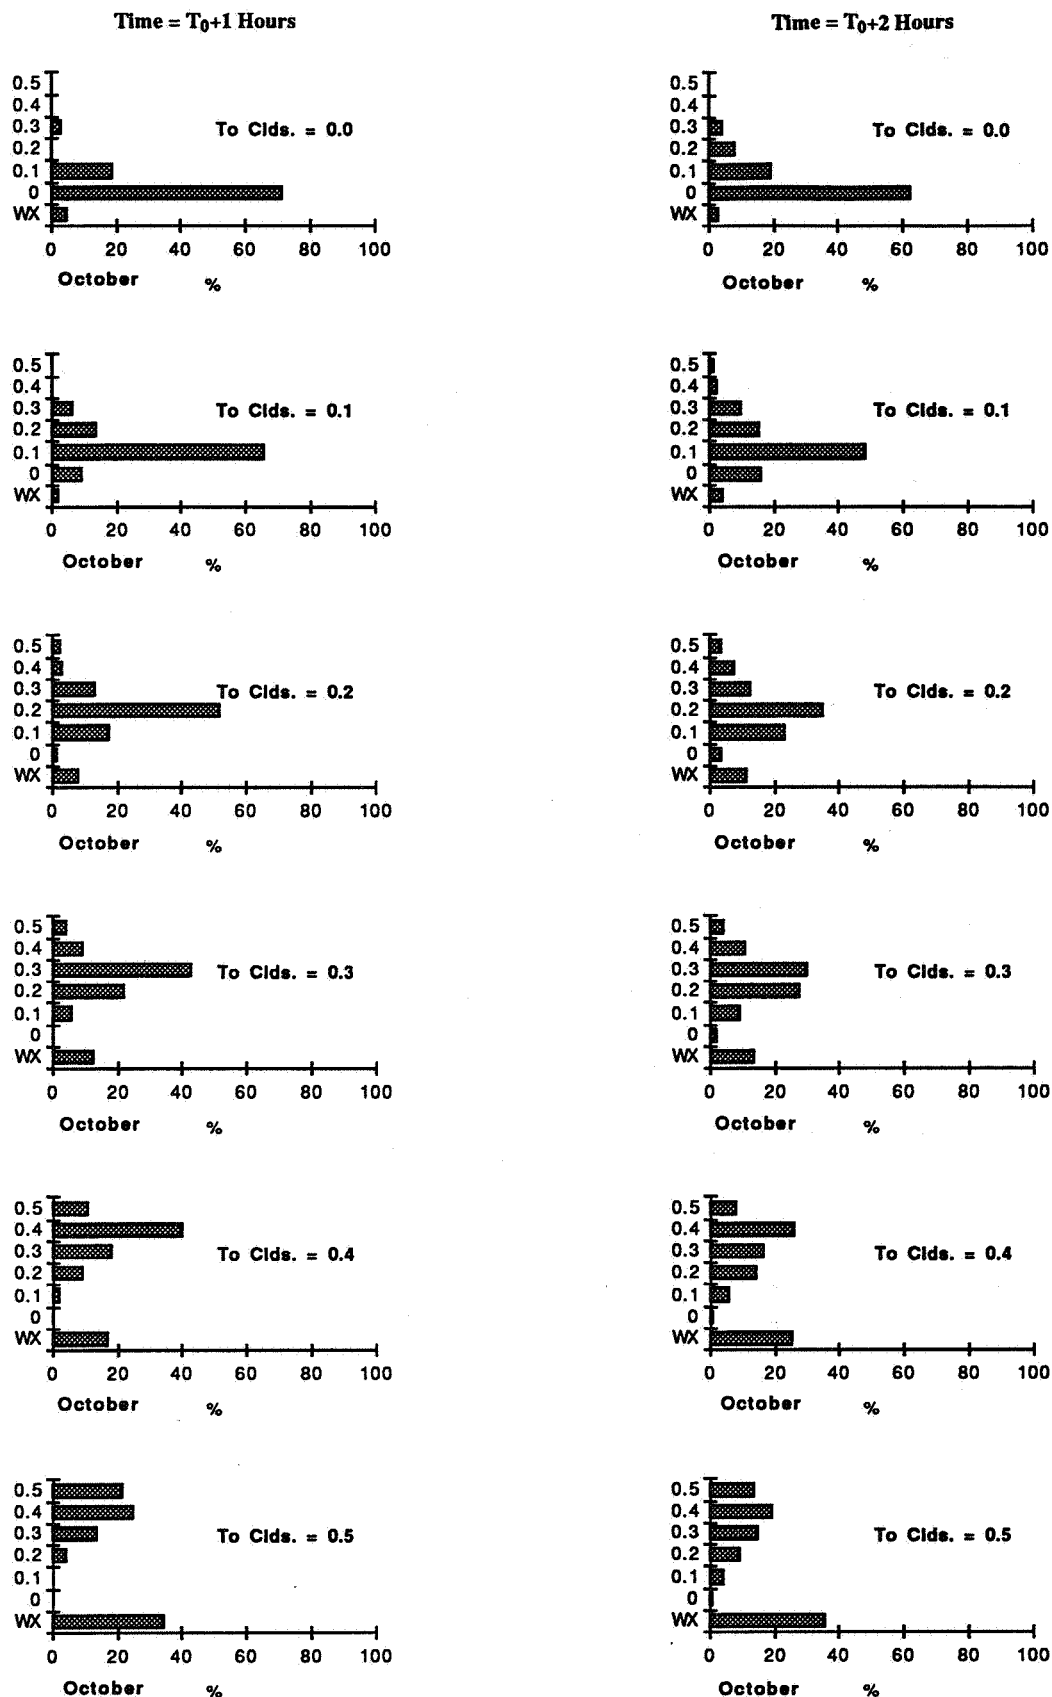 Time = T0+1 Hours
Time = T0+2 Hours
0.5
0.4
0.3
0.2
0.1
0
WX
To Clds. = 0.0
0 20 40 60 80 100
October %
0.5
0.4
0.3
0.2
0.1
0
WX
To Clds. = 0.0
0 20 40 60 80 100
October %
0.5
0.4
0.3
0.2
0.1
0
WX
To Clds. = 0.1
0 20 40 60 80 100
October %
0.5
0.4
0.3
0.2
0.1
0
WX
To Clds. = 0.1
0 20 40 60 80 100
October %
0.5
0.4
0.3
0.2
0.1
0
WX
To Clds. = 0.2
0 20 40 60 80 100
October %
0.5
0.4
0.3
0.2
0.1
0
WX
To Clds. = 0.2
0 20 40 60 80 100
October %
0.5
0.4
0.3
0.2
0.1
0
WX
To Clds. = 0.3
0 20 40 60 80 100
October %
0.5
0.4
0.3
0.2
0.1
0
WX
To Clds. = 0.3
0 20 40 60 80 100
October %
0.5
0.4
0.3
0.2
0.1
0
WX
To Clds. = 0.4
0 20 40 60 80 100
October %
0.5
0.4
0.3
0.2
0.1
0
WX
To Clds. = 0.4
0 20 40 60 80 100
October %
0.5
0.4
0.3
0.2
0.1
0
WX
To Clds. = 0.5
0 20 40 60 80 100
October %
0.5
0.4
0.3
0.2
0.1
0
WX
To Clds. = 0.5
0 20 40 60 80 100
October %